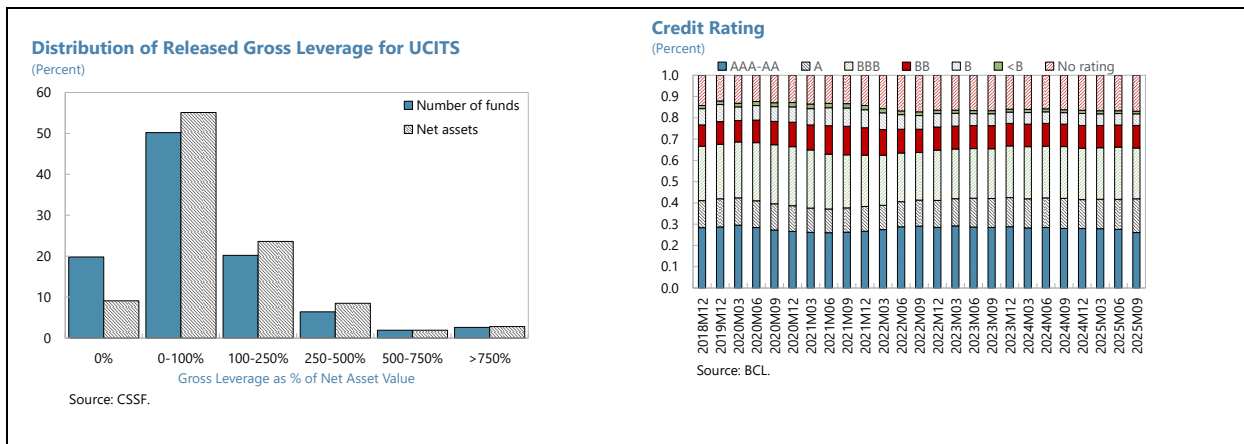 Distribution of Released Gross Leverage for UCITS
(Percent)
60
50
40
30
20
10
0
Number of funds
Net assets
0% 0-100% 100-250% 250-500% 500-750% >750%
Gross Leverage as % of Net Asset Value
Source: CSSF.
Credit Rating
(Percent)
AAA-AA A BBB BB B <B No rating
1.0
0.9
0.8
0.7
0.6
0.5
0.4
0.3
0.2
0.1
0.0
2018M12
2019M12
2020M03
2020M06
2020M09
2020M12
2021M03
2021M06
2021M09
2021M12
2022M03
2022M06
2022M09
2022M12
2023M03
2023M06
2023M09
2023M12
2024M03
2024M06
2024M09
2024M12
2025M03
2025M06
2025M09
Source: BCL.